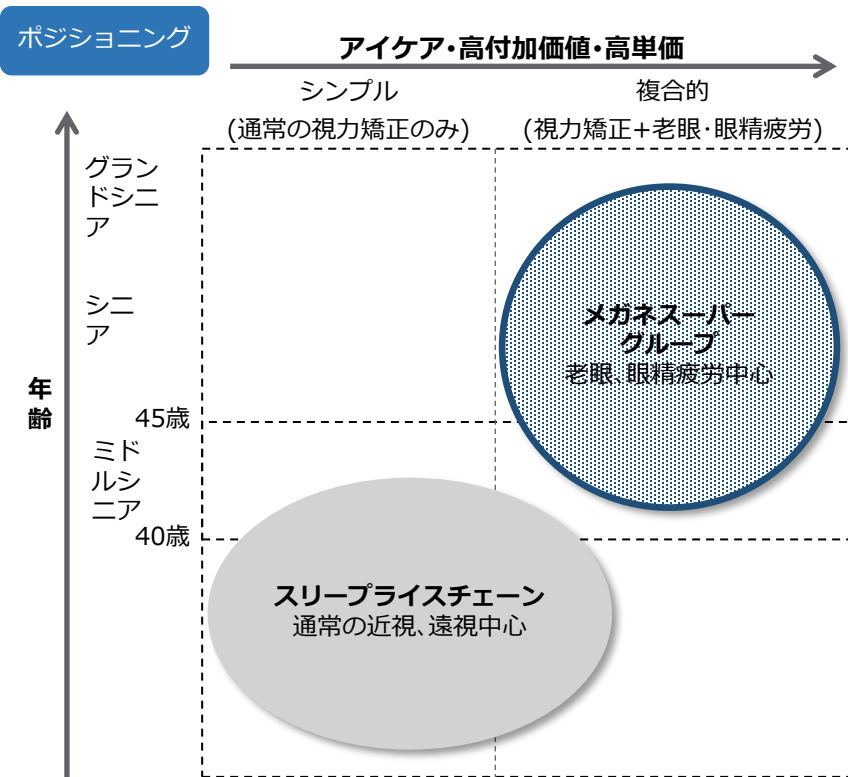 ポジショニング
アイケア・高付加価値・高単価
シンプル
(通常の視力矯正のみ)
複合的
(視力矯正+老眼・眼精疲労)
年
齢
グラン
ドシニ
ア
シニ
ア
45歳
ミド
ルシ
ニア
40歳
メガネスーパー
グループ
老眼、眼精疲労中心
スリープライスチェーン
通常の近視、遠視中心